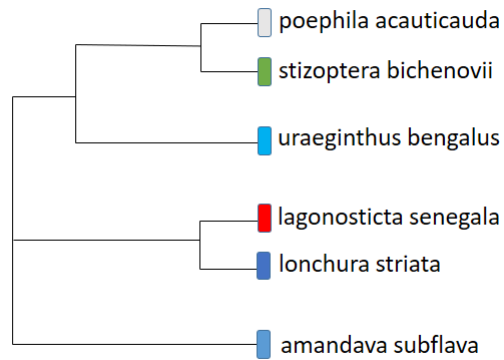 poephila acauticauda
stizoptera bichenovii
uraeginthus bengalus
lagonosticta senegala
lonchura striata
amandava subflava